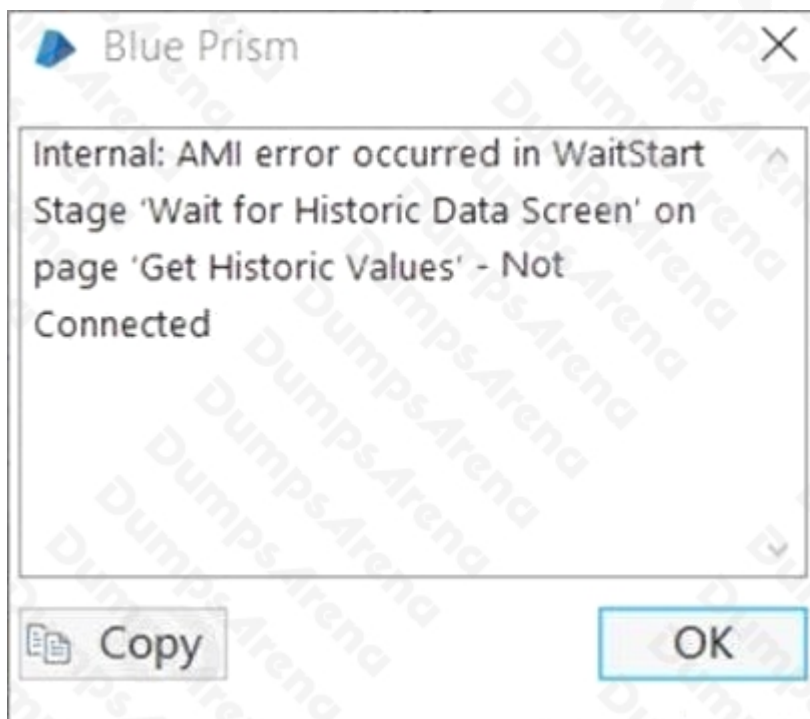 Blue Prism
Internal: AMI error occurred in WaitStart
Stage 'Wait for Historic Data Screen' on
page 'Get Historic Values' - Not
Connected
Copy
OK
DumpsArena